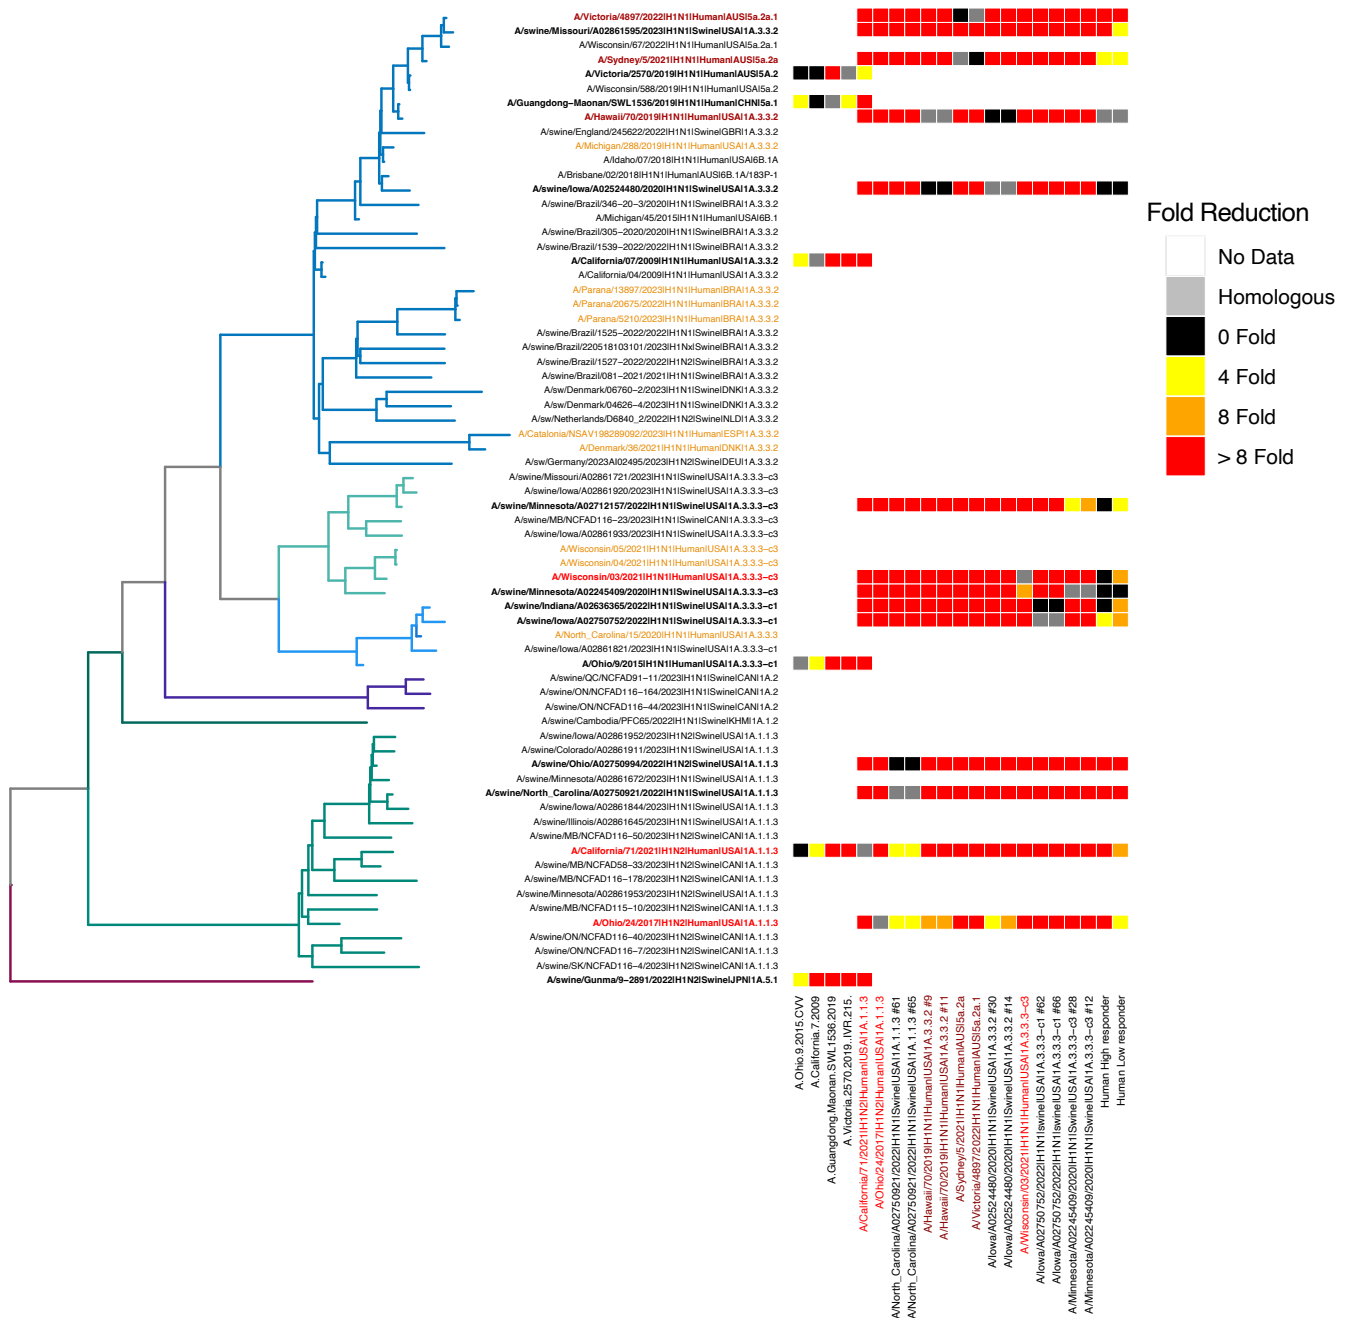 A/Victoria/4897/2022|H1N1|Human|AUS|5a.2a.1
A/swine/Missouri/A02861595/2023|H1N1|Swine|USA|1A.3.3.2
A/Wisconsin/67/2022|H1N1|Human|USA|5a.2a.1
A/Sydney/5/2021|H1N1|Human|AUS|5a.2a
A/Victoria/2570/2019|H1N1|Human|AUS|5A.2
A/Wisconsin/588/2019|H1N1|Human|USA|5a.2
A/Guangdong−Maonan/SWL1536/2019|H1N1|Human|CHN|5a.1
A/Hawaii/70/2019|H1N1|Human|USA|1A.3.3.2
A/swine/England/245622/2022|H1N1|Swine|GBR|1A.3.3.2
A/Michigan/288/2019|H1N1|Human|USA|1A.3.3.2
A/Idaho/07/2018|H1N1|Human|USA|6B.1A
A/Brisbane/02/2018|H1N1|Human|AUS|6B.1A/183P-1
A/swine/Iowa/A02524480/2020|H1N1|Swine|USA|1A.3.3.2
A/swine/Brazil/346−20−3/2020|H1N1|Swine|BRA|1A.3.3.2
A/Michigan/45/2015|H1N1|Human|USA|6B.1
A/swine/Brazil/305−2020/2020|H1N1|Swine|BRA|1A.3.3.2
A/swine/Brazil/1539−2022/2022|H1N1|Swine|BRA|1A.3.3.2
A/California/07/2009|H1N1|Human|USA|1A.3.3.2
A/California/04/2009|H1N1|Human|USA|1A.3.3.2
A/Parana/13897/2023|H1N1|Human|BRA|1A.3.3.2
A/Parana/20675/2022|H1N1|Human|BRA|1A.3.3.2
A/Parana/5210/2023|H1N1|Human|BRA|1A.3.3.2
A/swine/Brazil/1525−2022/2022|H1N1|Swine|BRA|1A.3.3.2
A/swine/Brazil/220518103101/2023|H1Nx|Swine|BRA|1A.3.3.2
A/swine/Brazil/1527−2022/2022|H1N2|Swine|BRA|1A.3.3.2
A/swine/Brazil/081−2021/2021|H1N1|Swine|BRA|1A.3.3.2
A/sw/Denmark/06760−2/2023|H1N1|Swine|DNK|1A.3.3.2
A/sw/Denmark/04626−4/2023|H1N1|Swine|DNK|1A.3.3.2
A/sw/Netherlands/D6840_2/2022|H1N2|Swine|NLD|1A.3.3.2
A/Catalonia/NSAV198289092/2023|H1N1|Human|ESP|1A.3.3.2
A/Denmark/36/2021|H1N1|Human|DNK|1A.3.3.2
A/sw/Germany/2023AI02495/2023|H1N2|Swine|DEU|1A.3.3.2
A/swine/Missouri/A02861721/2023|H1N1|Swine|USA|1A.3.3.3−c3
A/swine/Iowa/A02861920/2023|H1N1|Swine|USA|1A.3.3.3−c3
A/swine/Minnesota/A02712157/2022|H1N1|Swine|USA|1A.3.3.3−c3
A/swine/MB/NCFAD116−23/2023|H1N1|Swine|CAN|1A.3.3.3−c3
A/swine/Iowa/A02861933/2023|H1N1|Swine|USA|1A.3.3.3−c3
A/Wisconsin/05/2021|H1N1|Human|USA|1A.3.3.3−c3
A/Wisconsin/04/2021|H1N1|Human|USA|1A.3.3.3−c3
A/Wisconsin/03/2021|H1N1|Human|USA|1A.3.3.3−c3
A/swine/Minnesota/A02245409/2020|H1N1|Swine|USA|1A.3.3.3−c3
A/swine/Indiana/A02636365/2022|H1N1|Swine|USA|1A.3.3.3−c1
A/swine/Iowa/A02750752/2022|H1N1|Swine|USA|1A.3.3.3−c1
A/North_Carolina/15/2020|H1N1|Human|USA|1A.3.3.3
A/swine/Iowa/A02861821/2023|H1N1|Swine|USA|1A.3.3.3−c1
A/Ohio/9/2015|H1N1|Human|USA|1A.3.3.3−c1
A/swine/QC/NCFAD91−11/2023|H1N1|Swine|CAN|1A.2
A/swine/ON/NCFAD116−164/2023|H1N1|Swine|CAN|1A.2
A/swine/ON/NCFAD116−44/2023|H1N1|Swine|CAN|1A.2
A/swine/Cambodia/PFC65/2022|H1N1|Swine|KHM|1A.1.2
A/swine/Iowa/A02861952/2023|H1N1|Swine|USA|1A.1.1.3
A/swine/Colorado/A02861911/2023|H1N1|Swine|USA|1A.1.1.3
A/swine/Ohio/A02750994/2022|H1N2|Swine|USA|1A.1.1.3
A/swine/Minnesota/A02861672/2023|H1N1|Swine|USA|1A.1.1.3
A/swine/North_Carolina/A02750921/2022|H1N1|Swine|USA|1A.1.1.3
A/swine/Iowa/A02861844/2023|H1N1|Swine|USA|1A.1.1.3
A/swine/Illinois/A02861645/2023|H1N1|Swine|USA|1A.1.1.3
A/swine/MB/NCFAD116−50/2023|H1N2|Swine|CAN|1A.1.1.3
A/California/71/2021|H1N2|Human|USA|1A.1.1.3
A/swine/MB/NCFAD58−33/2023|H1N2|Swine|CAN|1A.1.1.3
A/swine/MB/NCFAD116−178/2023|H1N2|Swine|CAN|1A.1.1.3
A/swine/Minnesota/A02861953/2023|H1N2|Swine|USA|1A.1.1.3
A/swine/MB/NCFAD115−10/2023|H1N2|Swine|CAN|1A.1.1.3
A/Ohio/24/2017|H1N2|Human|USA|1A.1.1.3
A/swine/ON/NCFAD116−40/2023|H1N2|Swine|CAN|1A.1.1.3
A/swine/ON/NCFAD116−7/2023|H1N2|Swine|CAN|1A.1.1.3
A/swine/SK/NCFAD116−4/2023|H1N2|Swine|CAN|1A.1.1.3
A/swine/Gunma/9−2891/2022|H1N2|Swine|JPN|1A.5.1
Fold Reduction
No Data
Homologous
0 Fold
4 Fold
8 Fold
> 8 Fold
A.Ohio.9.2015.CVV
A.California.7.2009
A.Guangdong.Maonan.SWL1536.2019
A.Victoria.2570.2019..IVR.215.
A/California/71/2021|H1N2|Human|USA|1A.1.1.3
A/Ohio/24/2017|H1N2|Human|USA|1A.1.1.3
A/North_Carolina/A02750921/2022|H1N1|Swine|USA|1A.1.1.3 #61
A/North_Carolina/A02750921/2022|H1N1|Swine|USA|1A.1.1.3 #65
A/Hawaii/70/2019|H1N1|Human|USA|1A.3.3.2 #9
A/Hawaii/70/2019|H1N1|Human|USA|1A.3.3.2 #11
A/Sydney/5/2021|H1N1|Human|AUS|5a.2a
A/Victoria/4897/2022|H1N1|Human|AUS|5a.2a.1
A/Iowa/A02524480/2020|H1N1|Swine|USA|1A.3.3.2 #30
A/Iowa/A02524480/2020|H1N1|Swine|USA|1A.3.3.2 #14
A/Wisconsin/03/2021|H1N1|Human|USA|1A.3.3.3−c3
A/Iowa/A02750752/2022|H1N1|swine|USA|1A.3.3.3−c1 #62
A/Iowa/A02750752/2022|H1N1|swine|USA|1A.3.3.3−c1 #66
A/Minnesota/A02245409/2020|H1N1|Swine|USA|1A.3.3.3−c3 #28
A/Minnesota/A02245409/2020|H1N1|Swine|USA|1A.3.3.3−c3 #12
Human High responder
Human Low responder